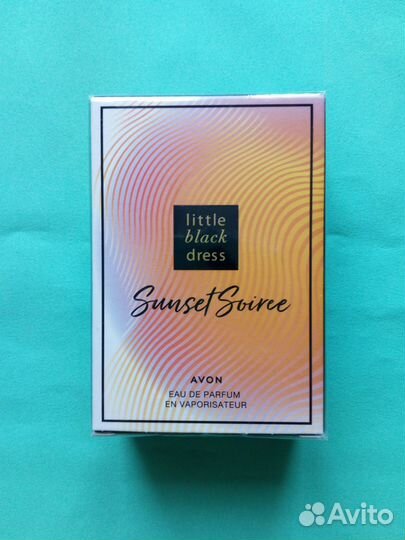 little
black
dress
Sunset Soiree
AVON
EAU DE PARFUM
EN VAPORISATEUR
Avito